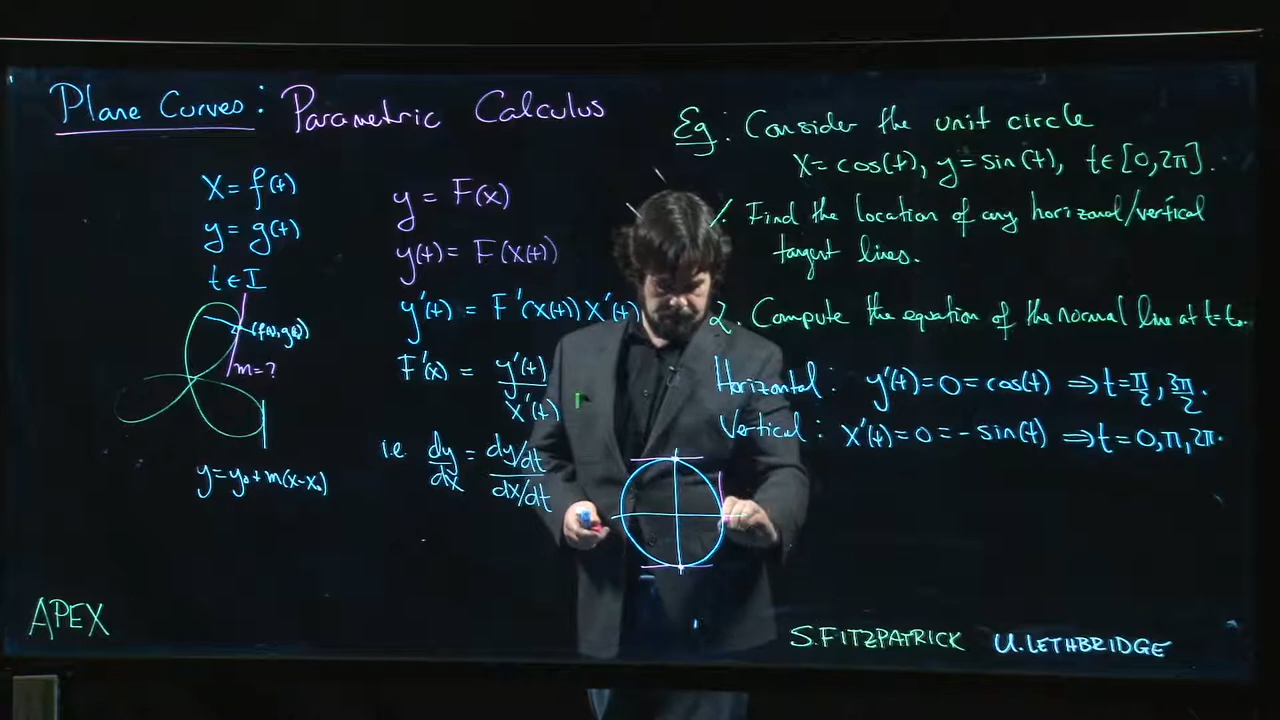 Plane Curves: Parametric Calculus
x = f(t)
y = g(t)
t ∈ I
(f(t), g(t))
m = ?
y = y₀ + m(x - x₀)
y = F(x)
y(t) = F(x(t))
y'(t) = F'(x(t)) x'(t)
F'(x) = y'(t) / x'(t)
i.e. dy/dx = dy/dt / dx/dt
Eg: Consider the unit circle
x = cos(t), y = sin(t), t ∈ [0, 2π].
1. Find the location of any horizonal/vertical
tangent lines.
2. Compute the equation of the normal line at t = t₀.
Horizontal: y'(t) = 0 = cos(t) ⇒ t = π/2, 3π/2.
Vertical: x'(t) = 0 = - sin(t) ⇒ t = 0, π, 2π.
APEX
S. FITZPATRICK U. LETHBRIDGE